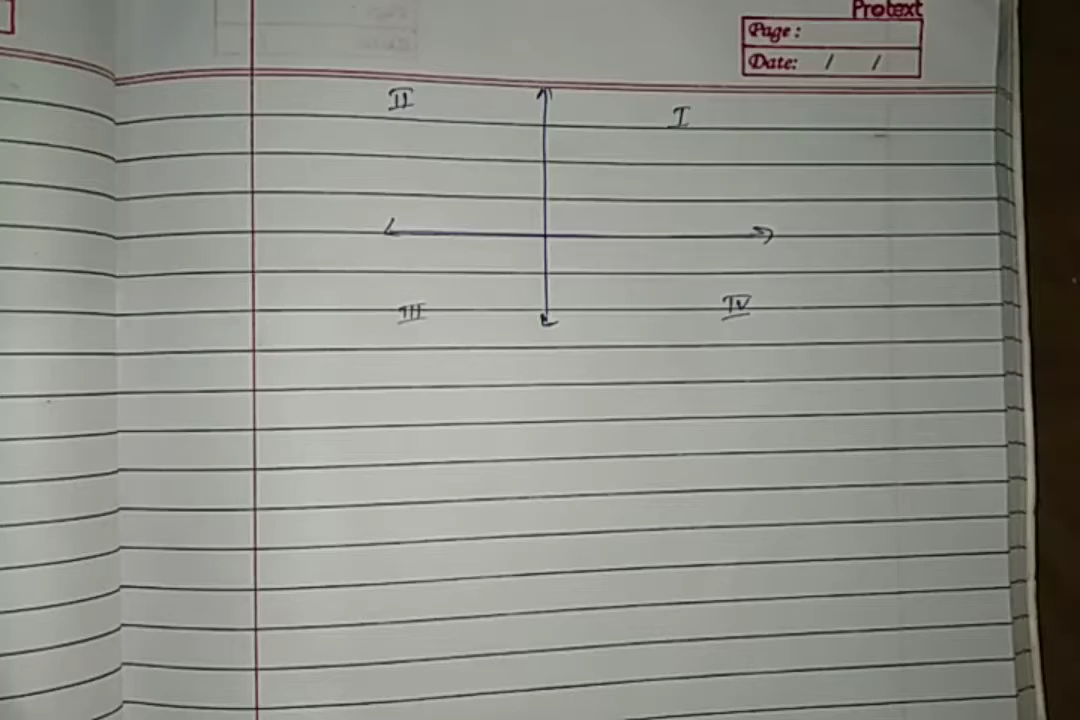 Protext
Page :
Date: / /
II
I
III
IV